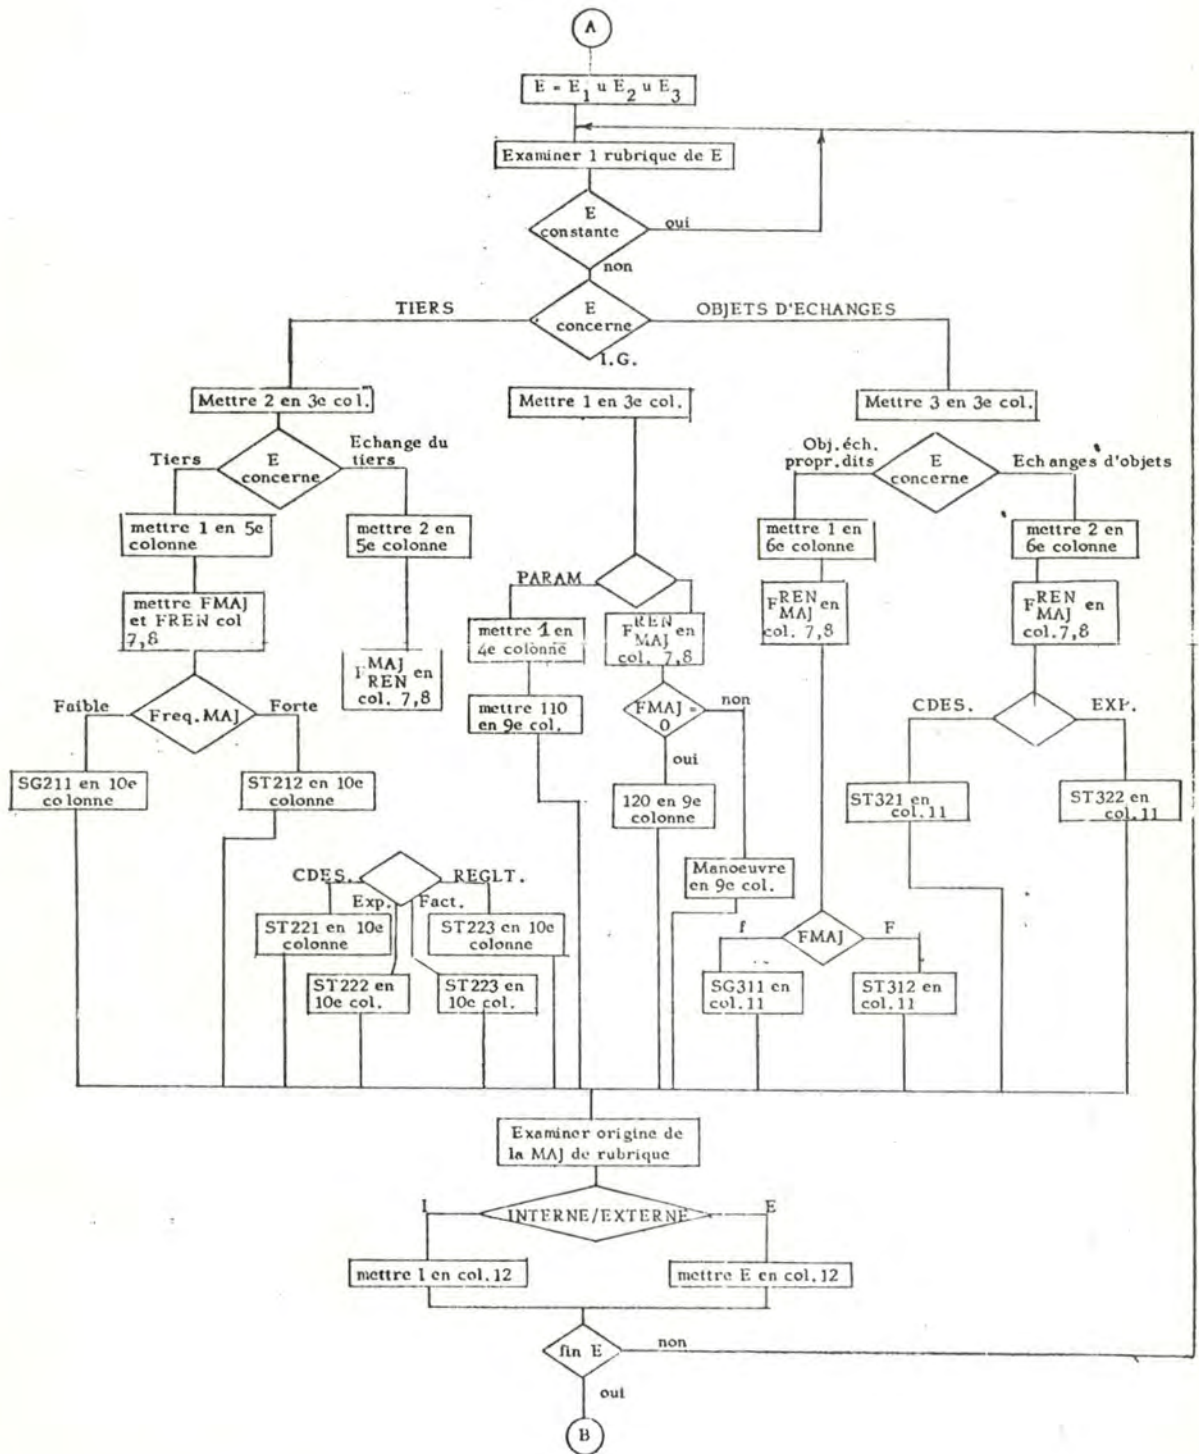 A
E = E1 u E2 u E3
Examiner 1 rubrique de E
E
constante
oui
non
TIERS
E
concerne
OBJETS D'ECHANGES
I.G.
Mettre 2 en 3e col.
Mettre 1 en 3e col.
Mettre 3 en 3e col.
Tiers
E
concerne
Echange du
tiers
Obj.éch.
propr.dits
E
concerne
Echanges d'objets
mettre 1 en 5e
colonne
mettre 2 en
5e colonne
mettre 1 en
6e colonne
mettre 2 en
6e colonne
PARAM
mettre FMAJ
et FREN col
7,8
mettre 1 en
4e colonne
F REN
MAJ en
col. 7,8
F REN
MAJ en
col. 7,8
F REN
MAJ en
col.7,8
F MAJ
REN en
col. 7,8
Faible
Freq.MAJ
Forte
mettre 110
en 9e col.
FMAJ =
0
non
oui
CDES.
EXP.
SG211 en 10e
colonne
ST212 en 10e
colonne
120 en 9e
colonne
ST321 en
col.11
ST322 en
col.11
CDES.
REGLT.
Exp.
Fact.
Manoeuvre
en 9e col.
ST221 en 10e
colonne
ST223 en 10e
colonne
f
FMAJ
F
ST222 en
10e col.
ST223 en
10e col.
SG311 en
col.11
ST312 en
col.11
Examiner origine de
la MAJ de rubrique
I
INTERNE/EXTERNE
E
mettre I en col.12
mettre E en col.12
fin E
non
oui
B